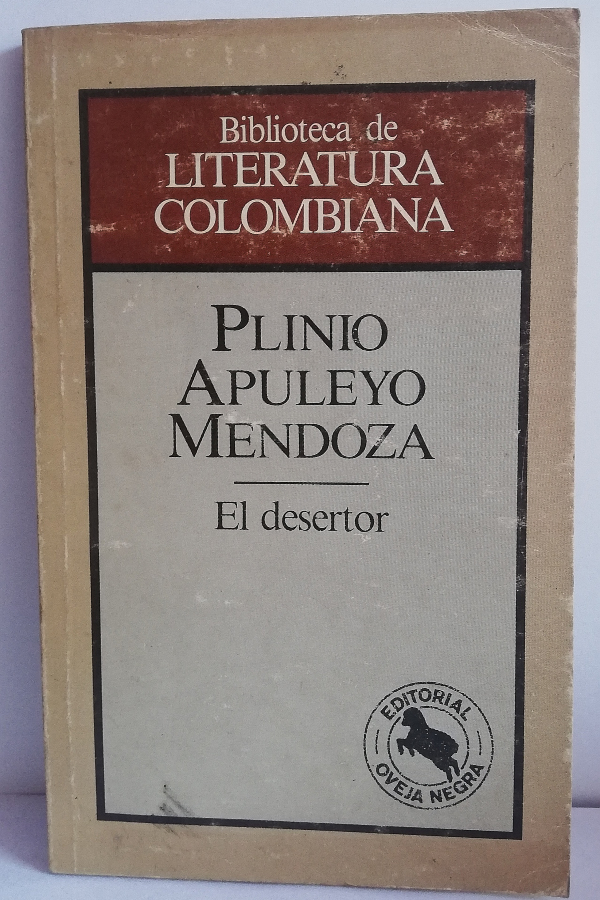 Biblioteca de
LITERATURA
COLOMBIANA
PLINIO
APULEYO
MENDOZA
El desertor
EDITORIAL
OVEJA NEGRA